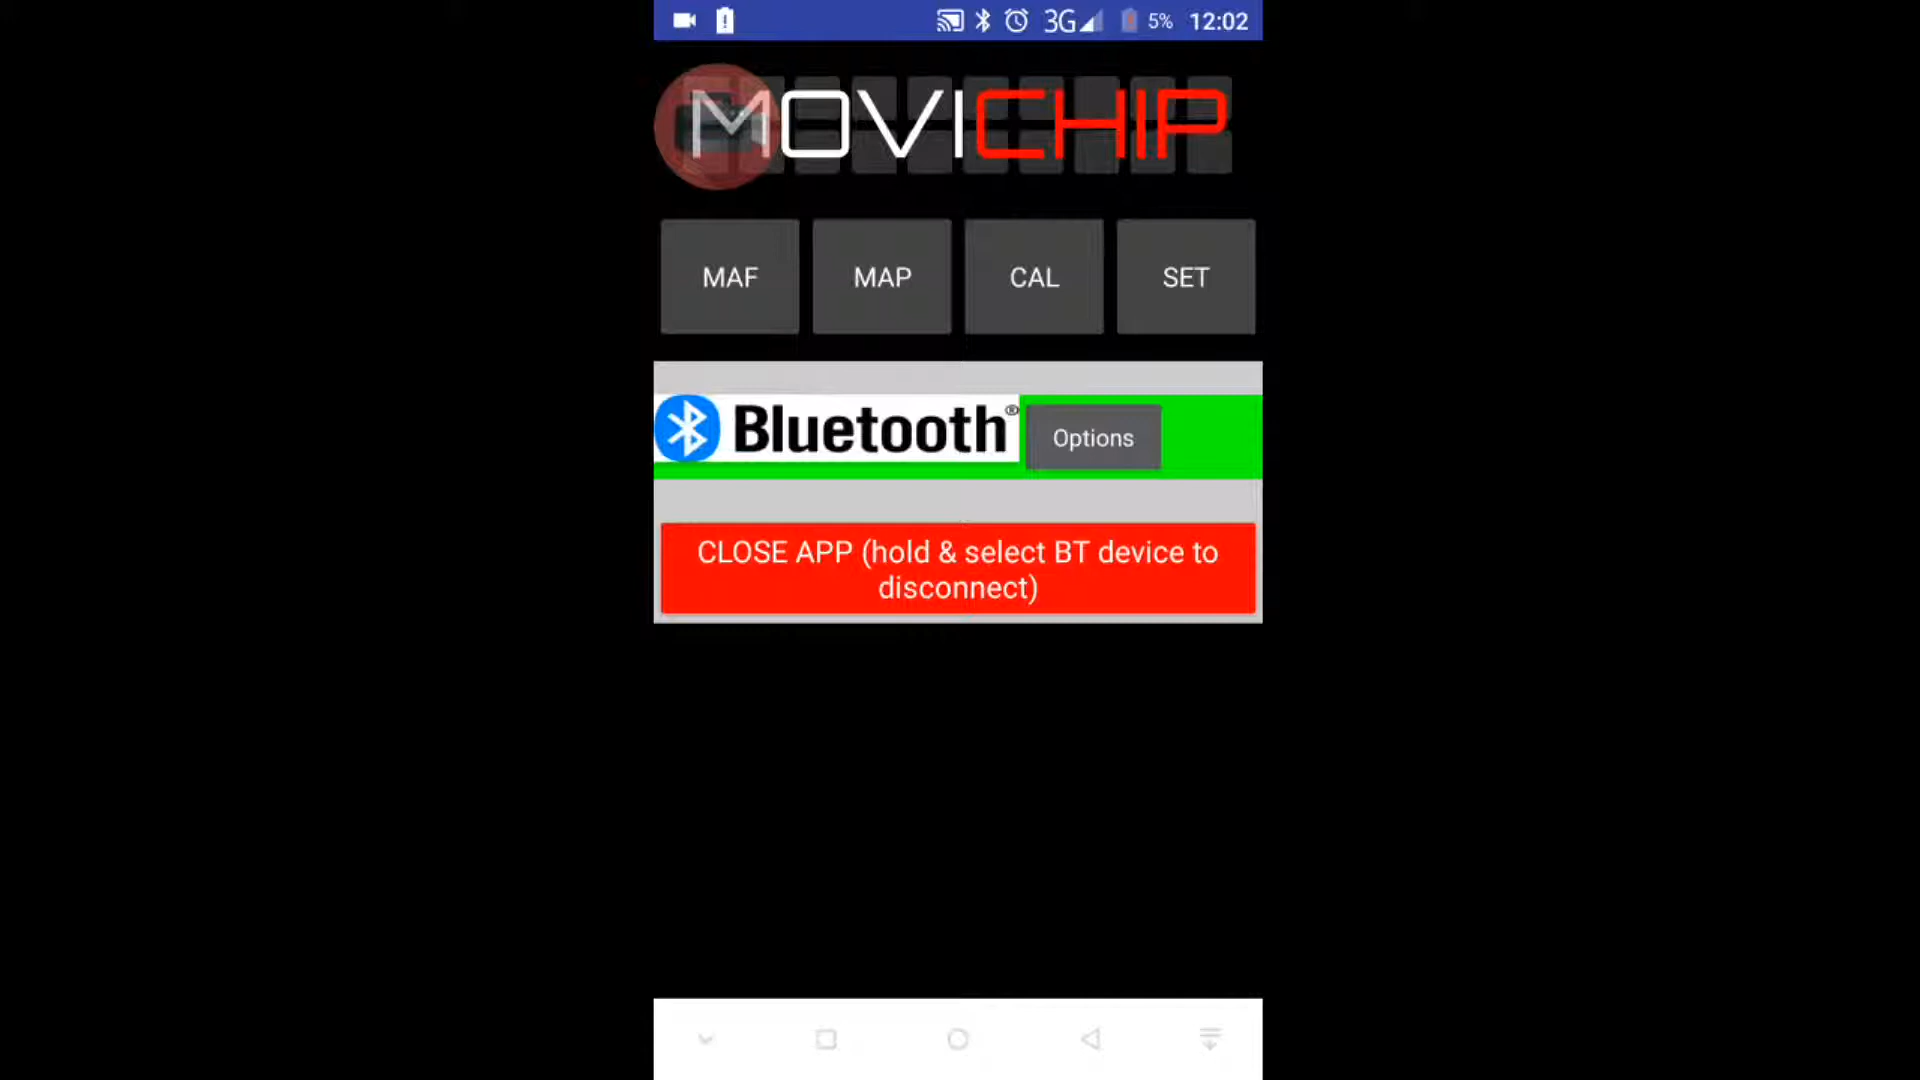 3G 5% 12:02
MOVICHIP
MAF MAP CAL SET
Bluetooth® Options
CLOSE APP (hold & select BT device to
disconnect)